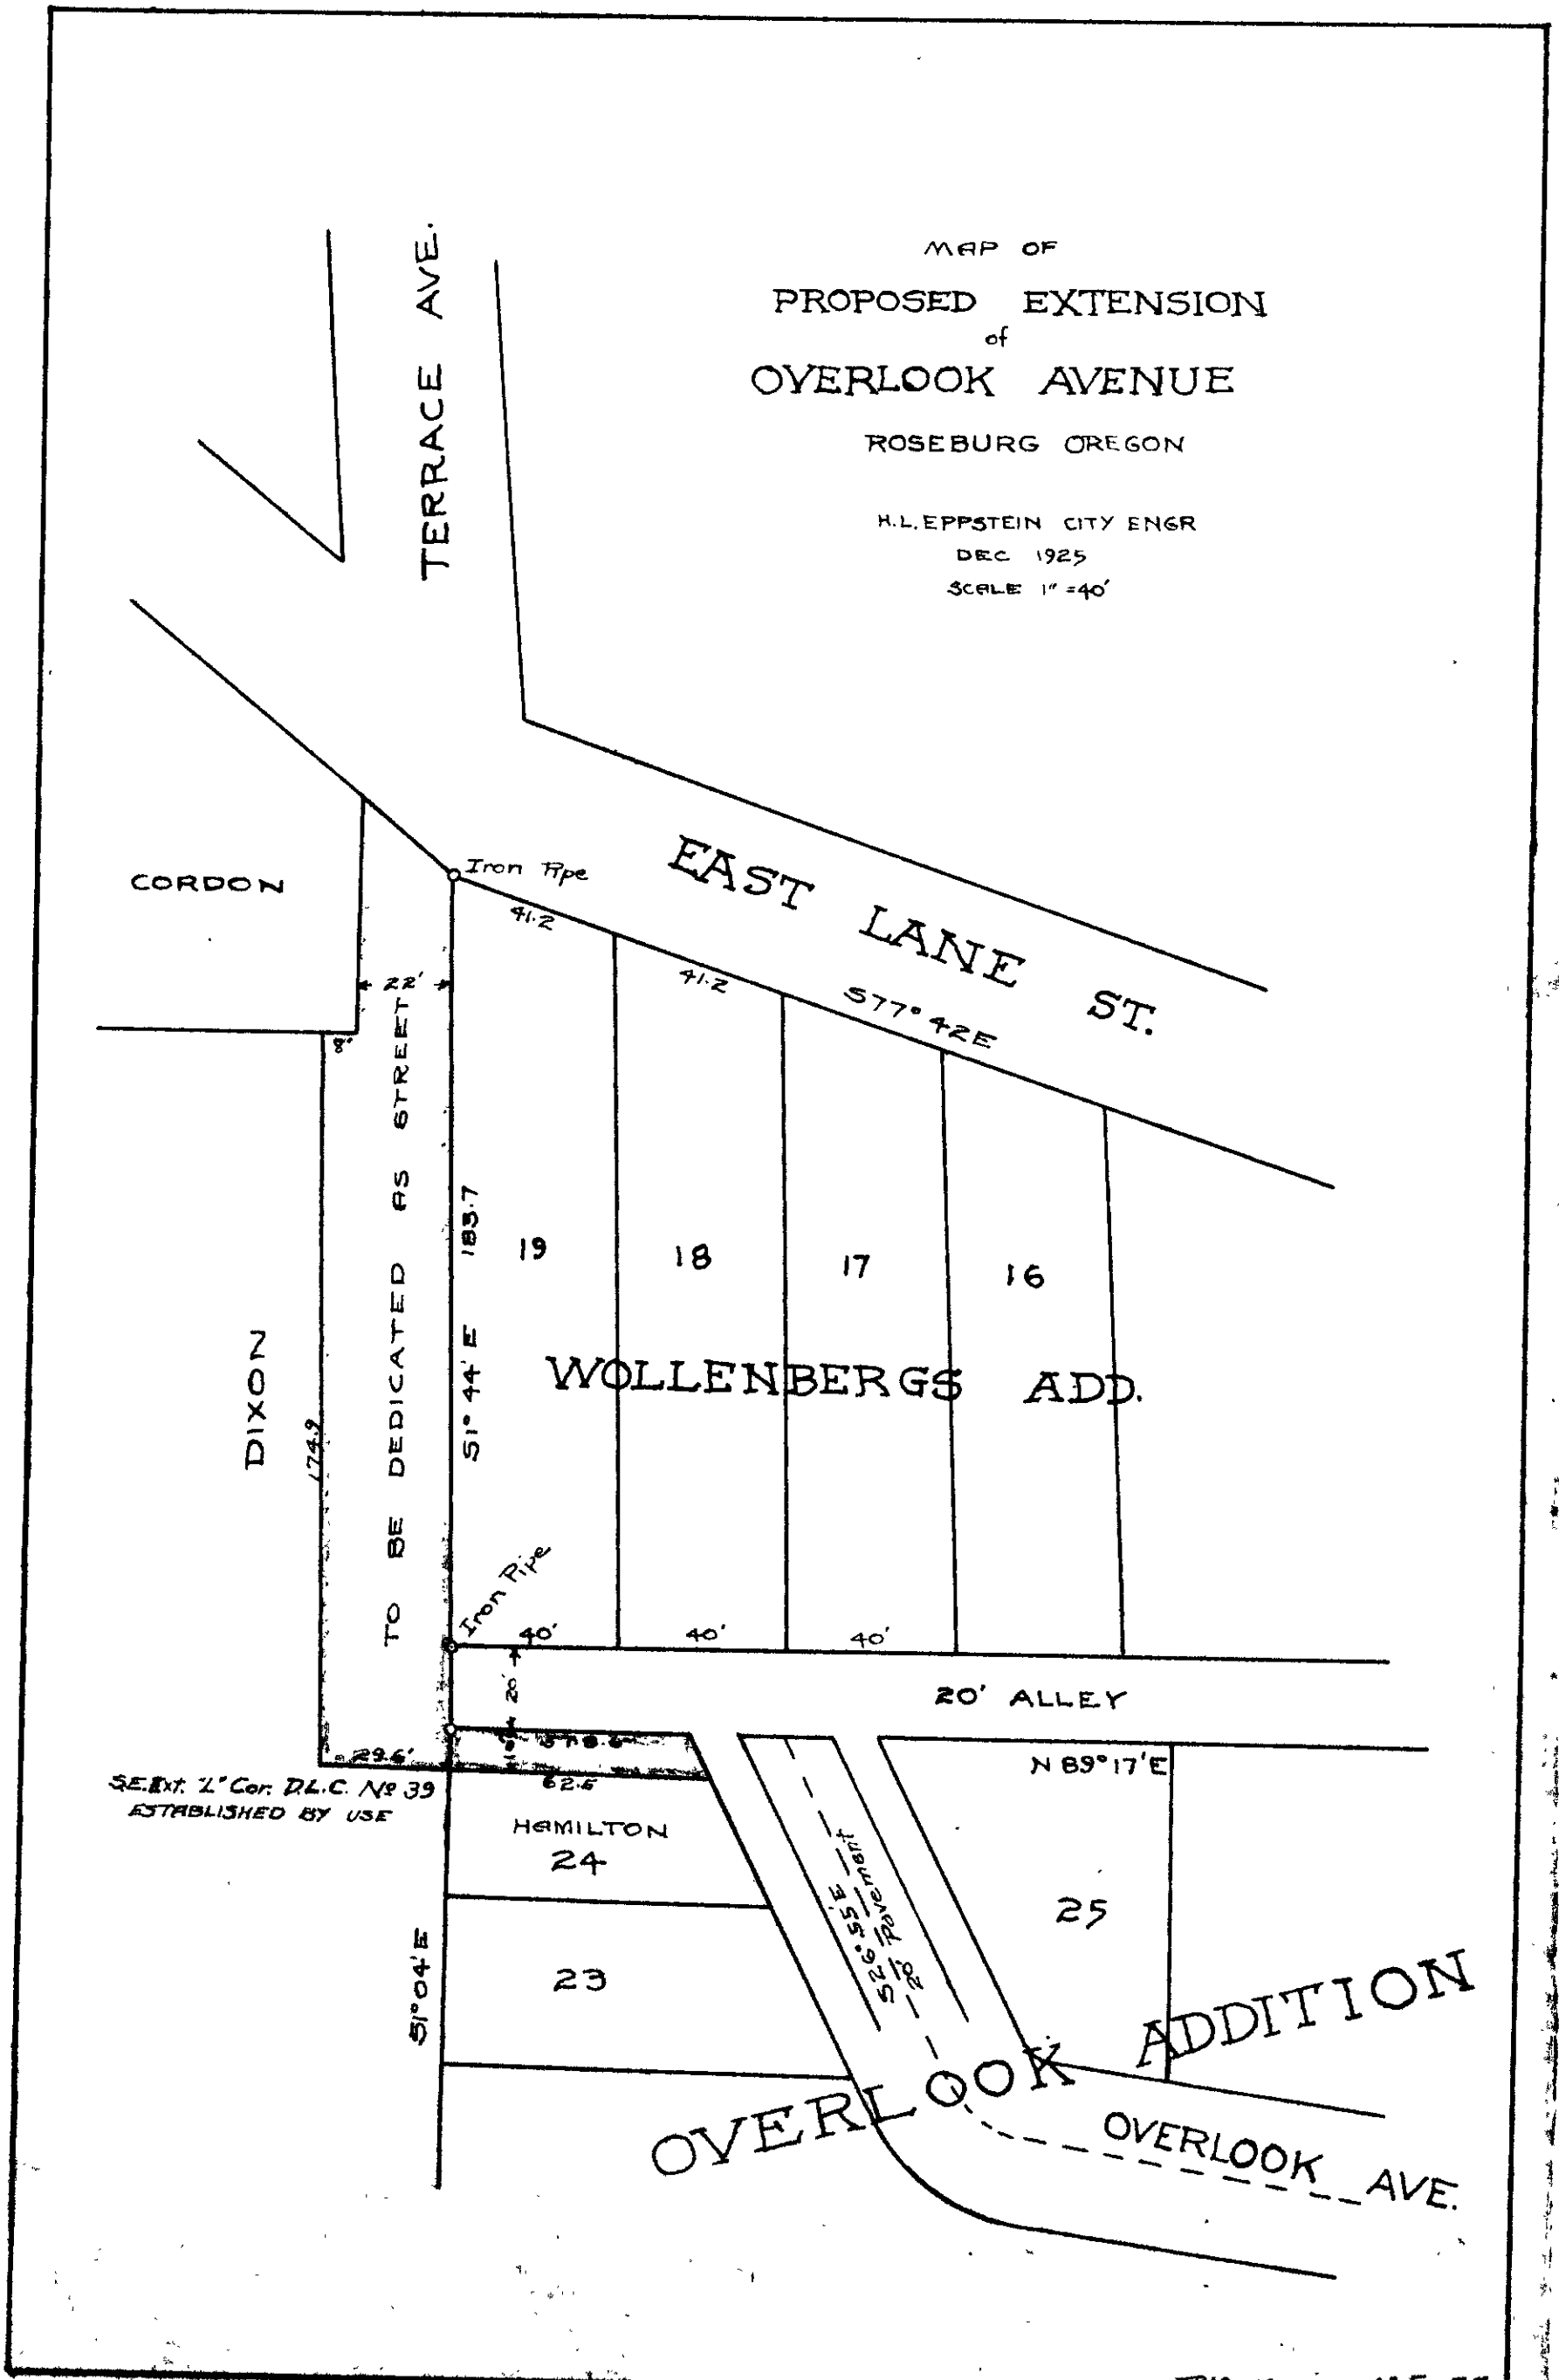 MAP OF
PROPOSED EXTENSION
of
OVERLOOK AVENUE
ROSEBURG OREGON
H.L. EPPSTEIN CITY ENGR
DEC 1925
SCALE 1" = 40'
TERRACE AVE.
EAST LANE ST.
CORDON
Iron Pipe
41.2
41.2
S77° 42E
22'
8'
TO BE DEDICATED AS STREET
S1° 44' E 183.7
19
18
17
16
DIXON
174.9
WOLLENBERGS ADD.
Iron Pipe
40'
40'
40'
20'
20' ALLEY
29.6'
62.5
N 89° 17' E
S.E. Ext. "L" Cor. D.L.C. No 39
ESTABLISHED BY USE
HAMILTON
24
S26° 55' E
20' Pavement
25
23
S1° 04' E
OVERLOOK ADDITION
OVERLOOK AVE.